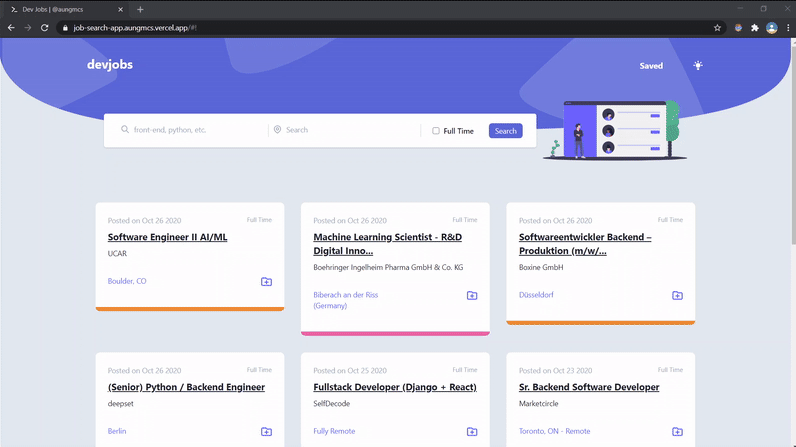 Dev Jobs | @aungmcs
job-search-app.aungmcs.vercel.app/#!
devjobs
Saved
front-end, python, etc.
Search
Full Time
Search
Posted on Oct 26 2020
Full Time
Software Engineer II AI/ML
UCAR
Boulder, CO
Posted on Oct 26 2020
Full Time
Machine Learning Scientist - R&D
Digital Inno...
Boehringer Ingelheim Pharma GmbH & Co. KG
Biberach an der Riss
(Germany)
Posted on Oct 26 2020
Full Time
Softwareentwickler Backend –
Produktion (m/w/...
Boxine GmbH
Düsseldorf
Posted on Oct 26 2020
Full Time
(Senior) Python / Backend Engineer
deepset
Berlin
Posted on Oct 25 2020
Full Time
Fullstack Developer (Django + React)
SelfDecode
Fully Remote
Posted on Oct 23 2020
Full Time
Sr. Backend Software Developer
Marketcircle
Toronto, ON - Remote